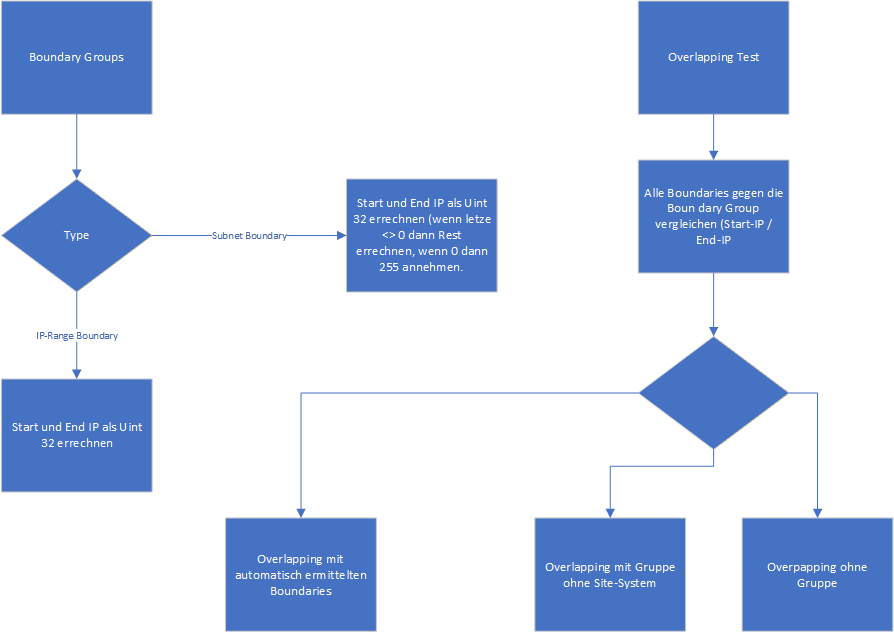 Boundary Groups
Type
Subnet Boundary
Start und End IP als Uint
32 errechnen (wenn letze
<> 0 dann Rest
errechnen, wenn 0 dann
255 annehmen.
IP-Range Boundary
Start und End IP als Uint
32 errechnen
Overlapping Test
Alle Boundaries gegen die
Boun dary Group
vergleichen (Start-IP /
End-IP
Overlapping mit
automatisch ermittelten
Boundaries
Overlapping mit Gruppe
ohne Site-System
Overpapping ohne
Gruppe